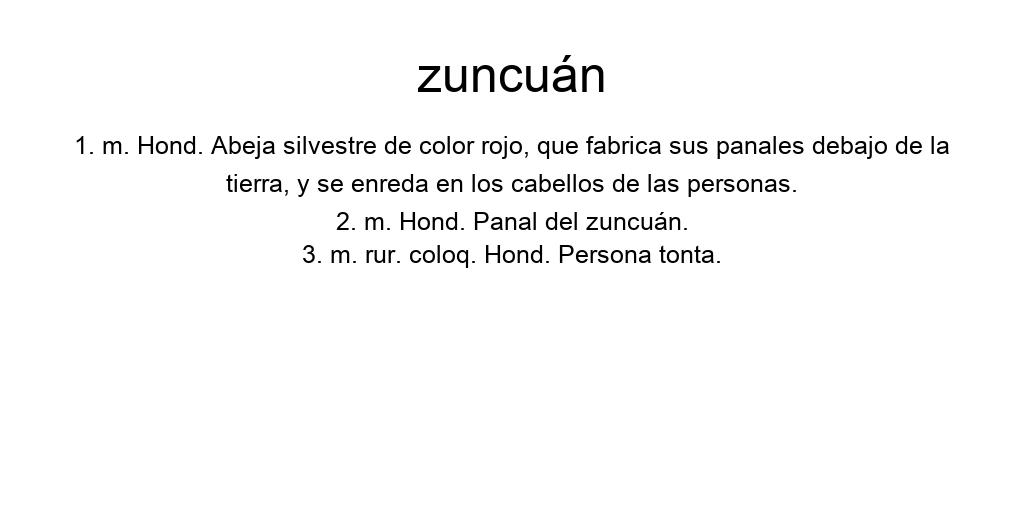 zuncuán
1. m. Hond. Abeja silvestre de color rojo, que fabrica sus panales debajo de la
tierra, y se enreda en los cabellos de las personas.
2. m. Hond. Panal del zuncuán.
3. m. rur. coloq. Hond. Persona tonta.